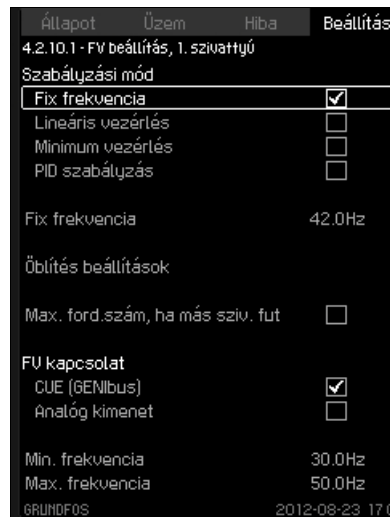 Állapot Üzem Hiba Beállítás
4.2.10.1 - FV beállítás, 1. szivattyú
Szabályzási mód
Fix frekvencia
Lineáris vezérlés
Minimum vezérlés
PID szabályzás
Fix frekvencia 42.0Hz
Öblítés beállítások
Max. ford.szám, ha más sziv. fut
FV kapcsolat
CUE (GENIbus)
Analóg kimenet
Min. frekvencia 30.0Hz
Max. frekvencia 50.0Hz
GRUNDFOS 2012-08-23